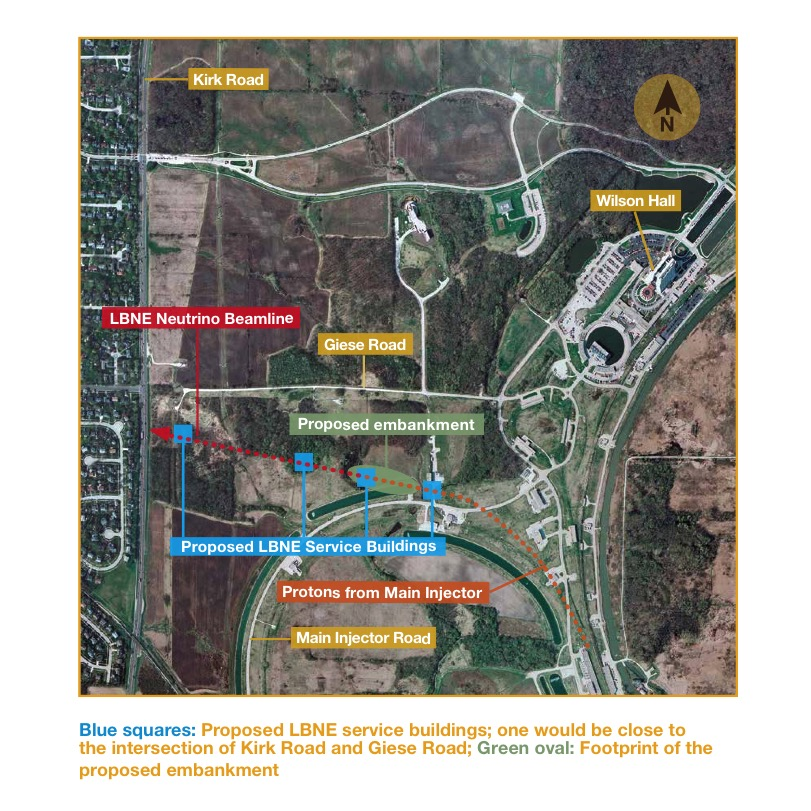 Kirk Road
N
Wilson Hall
LBNE Neutrino Beamline
Giese Road
Proposed embankment
Proposed LBNE Service Buildings
Protons from Main Injector
Main Injector Road
Blue squares: Proposed LBNE service buildings; one would be close to
the intersection of Kirk Road and Giese Road; Green oval: Footprint of the
proposed embankment